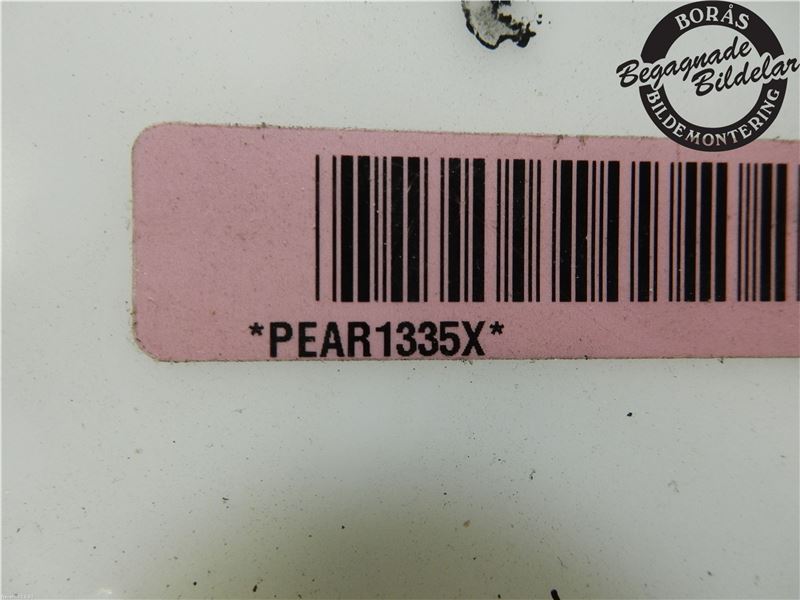 BORÅS
Begagnade
Bildelar
BILDEMONTERING
*PEAR1335X*